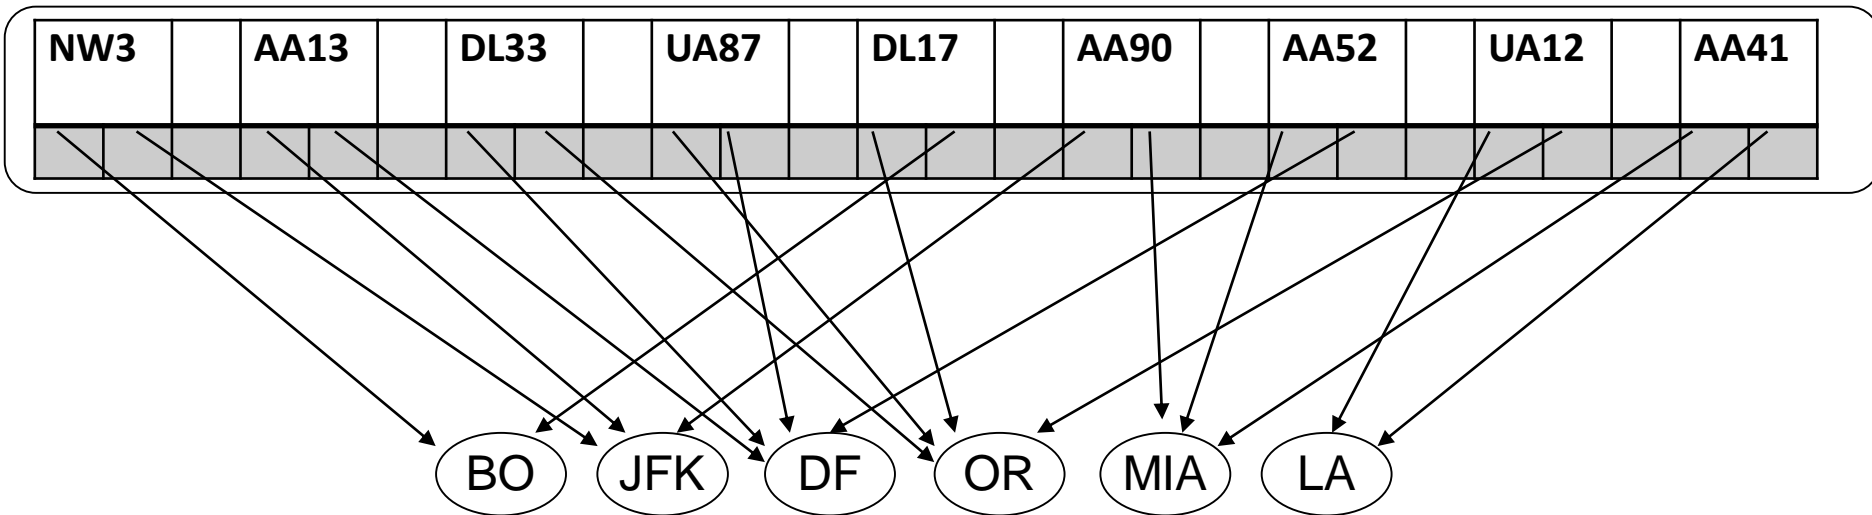 NW3 AA13 DL33 UA87 DL17 AA90 AA52 UA12 AA41
BO JFK DF OR MIA LA